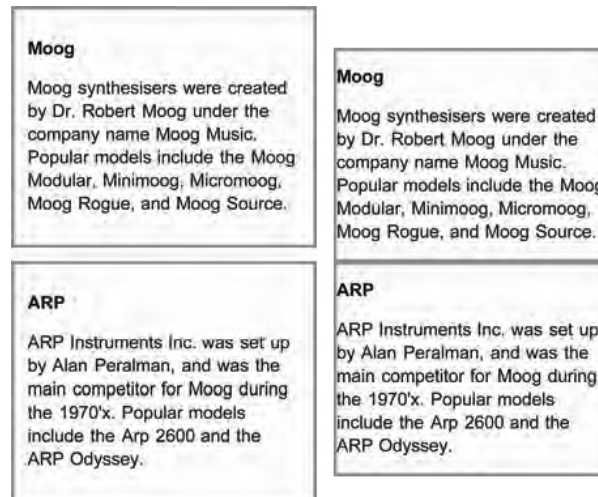 Moog
Moog synthesisers were created
by Dr. Robert Moog under the
company name Moog Music.
Popular models include the Moog
Modular, Minimoog, Micromoog,
Moog Rogue, and Moog Source.
ARP
ARP Instruments Inc. was set up
by Alan Peralman, and was the
main competitor for Moog during
the 1970'x. Popular models
include the Arp 2600 and the
ARP Odyssey.
Moog
Moog synthesisers were created
by Dr. Robert Moog under the
company name Moog Music.
Popular models include the Moog
Modular, Minimoog, Micromoog,
Moog Rogue, and Moog Source.
ARP
ARP Instruments Inc. was set up
by Alan Peralman, and was the
main competitor for Moog during
the 1970'x. Popular models
include the Arp 2600 and the
ARP Odyssey.